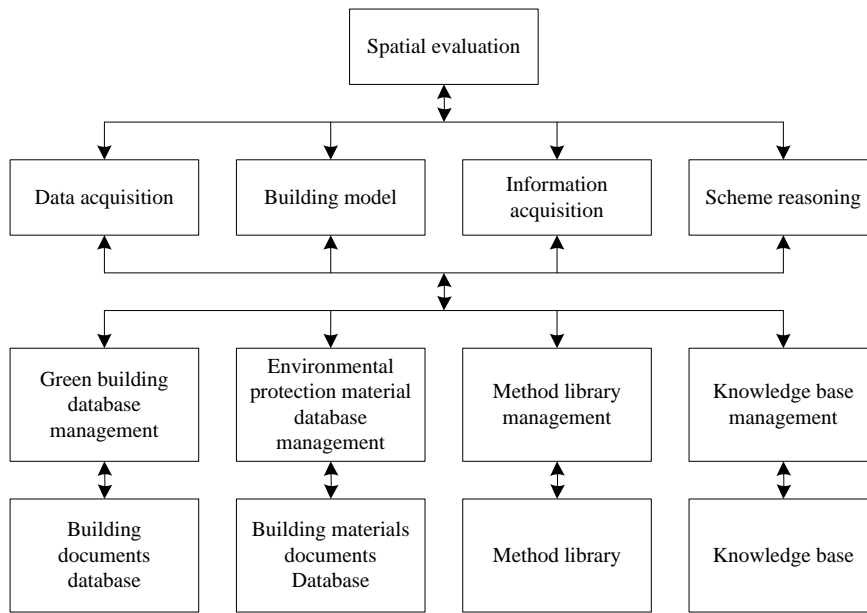 Spatial evaluation
Data acquisition
Building model
Information
acquisition
Scheme reasoning
Green building
database
management
Environmental
protection material
database
management
Method library
management
Knowledge base
management
Building
documents
database
Building materials
documents
Database
Method library
Knowledge base